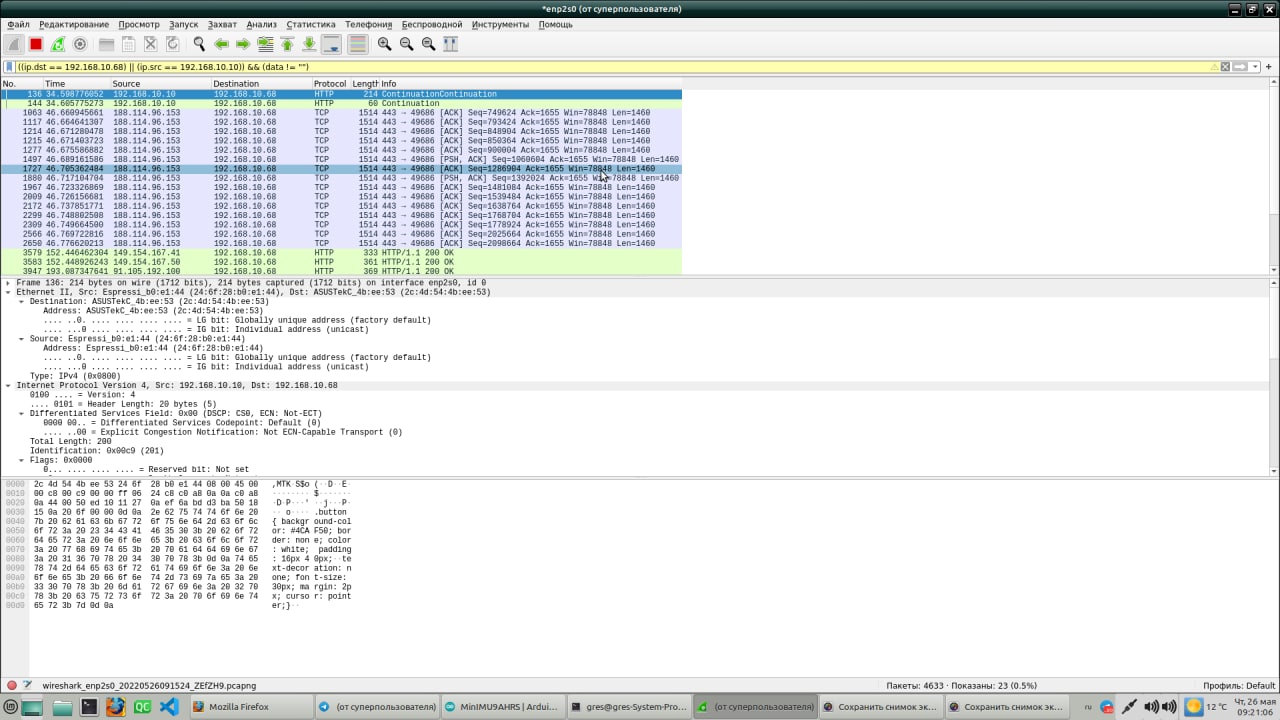 *enp2s0 (от суперпользователя)
Файл Редактирование Просмотр Запуск Захват Анализ Статистика Телефония Беспроводной Инструменты Помощь
((ip.dst == 192.168.10.68) || (ip.src == 192.168.10.10)) && (data != "")
No. Time Source Destination Protocol Length Info
136 34.598776052 192.168.10.10 192.168.10.68 HTTP 214 ContinuationContinuation
144 34.605775273 192.168.10.10 192.168.10.68 HTTP 60 Continuation
1063 46.660945661 188.114.96.153 192.168.10.68 TCP 1514 443 → 49686 [ACK] Seq=749624 Ack=1655 Win=78848 Len=1460
1117 46.664641307 188.114.96.153 192.168.10.68 TCP 1514 443 → 49686 [ACK] Seq=793424 Ack=1655 Win=78848 Len=1460
1214 46.671280478 188.114.96.153 192.168.10.68 TCP 1514 443 → 49686 [ACK] Seq=848904 Ack=1655 Win=78848 Len=1460
1215 46.671403723 188.114.96.153 192.168.10.68 TCP 1514 443 → 49686 [ACK] Seq=850364 Ack=1655 Win=78848 Len=1460
1277 46.675586882 188.114.96.153 192.168.10.68 TCP 1514 443 → 49686 [ACK] Seq=900004 Ack=1655 Win=78848 Len=1460
1497 46.689161586 188.114.96.153 192.168.10.68 TCP 1514 443 → 49686 [PSH, ACK] Seq=1060604 Ack=1655 Win=78848 Len=1460
1727 46.705362484 188.114.96.153 192.168.10.68 TCP 1514 443 → 49686 [ACK] Seq=1286904 Ack=1655 Win=78848 Len=1460
1880 46.717104704 188.114.96.153 192.168.10.68 TCP 1514 443 → 49686 [PSH, ACK] Seq=1392024 Ack=1655 Win=78848 Len=1460
1967 46.723326869 188.114.96.153 192.168.10.68 TCP 1514 443 → 49686 [ACK] Seq=1481084 Ack=1655 Win=78848 Len=1460
2009 46.726156681 188.114.96.153 192.168.10.68 TCP 1514 443 → 49686 [ACK] Seq=1539484 Ack=1655 Win=78848 Len=1460
2172 46.737851771 188.114.96.153 192.168.10.68 TCP 1514 443 → 49686 [ACK] Seq=1638764 Ack=1655 Win=78848 Len=1460
2299 46.748802508 188.114.96.153 192.168.10.68 TCP 1514 443 → 49686 [ACK] Seq=1768704 Ack=1655 Win=78848 Len=1460
2309 46.749664500 188.114.96.153 192.168.10.68 TCP 1514 443 → 49686 [ACK] Seq=1778924 Ack=1655 Win=78848 Len=1460
2566 46.769722816 188.114.96.153 192.168.10.68 TCP 1514 443 → 49686 [ACK] Seq=2025664 Ack=1655 Win=78848 Len=1460
2650 46.776620213 188.114.96.153 192.168.10.68 TCP 1514 443 → 49686 [ACK] Seq=2098664 Ack=1655 Win=78848 Len=1460
3579 152.446462304 149.154.167.41 192.168.10.68 HTTP 333 HTTP/1.1 200 OK
3583 152.448926243 149.154.167.50 192.168.10.68 HTTP 361 HTTP/1.1 200 OK
3947 193.087347641 91.105.192.100 192.168.10.68 HTTP 369 HTTP/1.1 200 OK
Frame 136: 214 bytes on wire (1712 bits), 214 bytes captured (1712 bits) on interface enp2s0, id 0
Ethernet II, Src: Espressi_b0:e1:44 (24:6f:28:b0:e1:44), Dst: ASUSTekC_4b:ee:53 (2c:4d:54:4b:ee:53)
Destination: ASUSTekC_4b:ee:53 (2c:4d:54:4b:ee:53)
Address: ASUSTekC_4b:ee:53 (2c:4d:54:4b:ee:53)
.... ..0. .... .... .... .... = LG bit: Globally unique address (factory default)
.... ...0 .... .... .... .... = IG bit: Individual address (unicast)
Source: Espressi_b0:e1:44 (24:6f:28:b0:e1:44)
Address: Espressi_b0:e1:44 (24:6f:28:b0:e1:44)
.... ..0. .... .... .... .... = LG bit: Globally unique address (factory default)
.... ...0 .... .... .... .... = IG bit: Individual address (unicast)
Type: IPv4 (0x0800)
Internet Protocol Version 4, Src: 192.168.10.10, Dst: 192.168.10.68
0100 .... = Version: 4
.... 0101 = Header Length: 20 bytes (5)
Differentiated Services Field: 0x00 (DSCP: CS0, ECN: Not-ECT)
0000 00.. = Differentiated Services Codepoint: Default (0)
.... ..00 = Explicit Congestion Notification: Not ECN-Capable Transport (0)
Total Length: 200
Identification: 0x00c9 (201)
Flags: 0x0000
0... .... .... .... = Reserved bit: Not set
0000 2c 4d 54 4b ee 53 24 6f 28 b0 e1 44 08 00 45 00 ,MTK·S$o (··D··E·
0010 00 c8 00 c9 00 00 ff 06 24 c8 c0 a8 0a 0a c0 a8 ········ $·······
0020 0a 44 00 50 ed 10 11 27 0a ef 6a bd d3 ba 50 18 ·D·P···' ··j···P·
0030 15 0a 20 6f 00 00 0d 0a 2e 62 75 74 74 6f 6e 20 ·· o···· .button
0040 7b 20 62 61 63 6b 67 72 6f 75 6e 64 2d 63 6f 6c { backgr ound-col
0050 6f 72 3a 20 23 34 43 41 46 35 30 3b 20 62 6f 72 or: #4CA F50; bor
0060 64 65 72 3a 20 6e 6f 6e 65 3b 20 63 6f 6c 6f 72 der: non e; color
0070 3a 20 77 68 69 74 65 3b 20 70 61 64 64 69 6e 67 : white; padding
0080 3a 20 31 36 70 78 20 34 30 70 78 3b 0d 0a 74 65 : 16px 4 0px;··te
0090 78 74 2d 64 65 63 6f 72 61 74 69 6f 6e 3a 20 6e xt-decor ation: n
00a0 6f 6e 65 3b 20 66 6f 6e 74 2d 73 69 7a 65 3a 20 one; fon t-size:
00b0 33 30 70 78 3b 20 6d 61 72 67 69 6e 3a 20 32 70 30px; ma rgin: 2p
00c0 78 3b 20 63 75 72 73 6f 72 3a 20 70 6f 69 6e 74 x; curso r: point
00d0 65 72 3b 7d 0d 0a er;}··
wireshark_enp2s0_20220526091524_ZEfZH9.pcapng Пакеты: 4633 · Показаны: 23 (0.5%) Профиль: Default
Mozilla Firefox (от суперпользователя) MinIMU9AHRS | Ardui... gres@gres-System-Pro... (от суперпользователя) Сохранить снимок эк... Сохранить снимок эк... ru 12 °C Чт, 26 мая
09:21:06